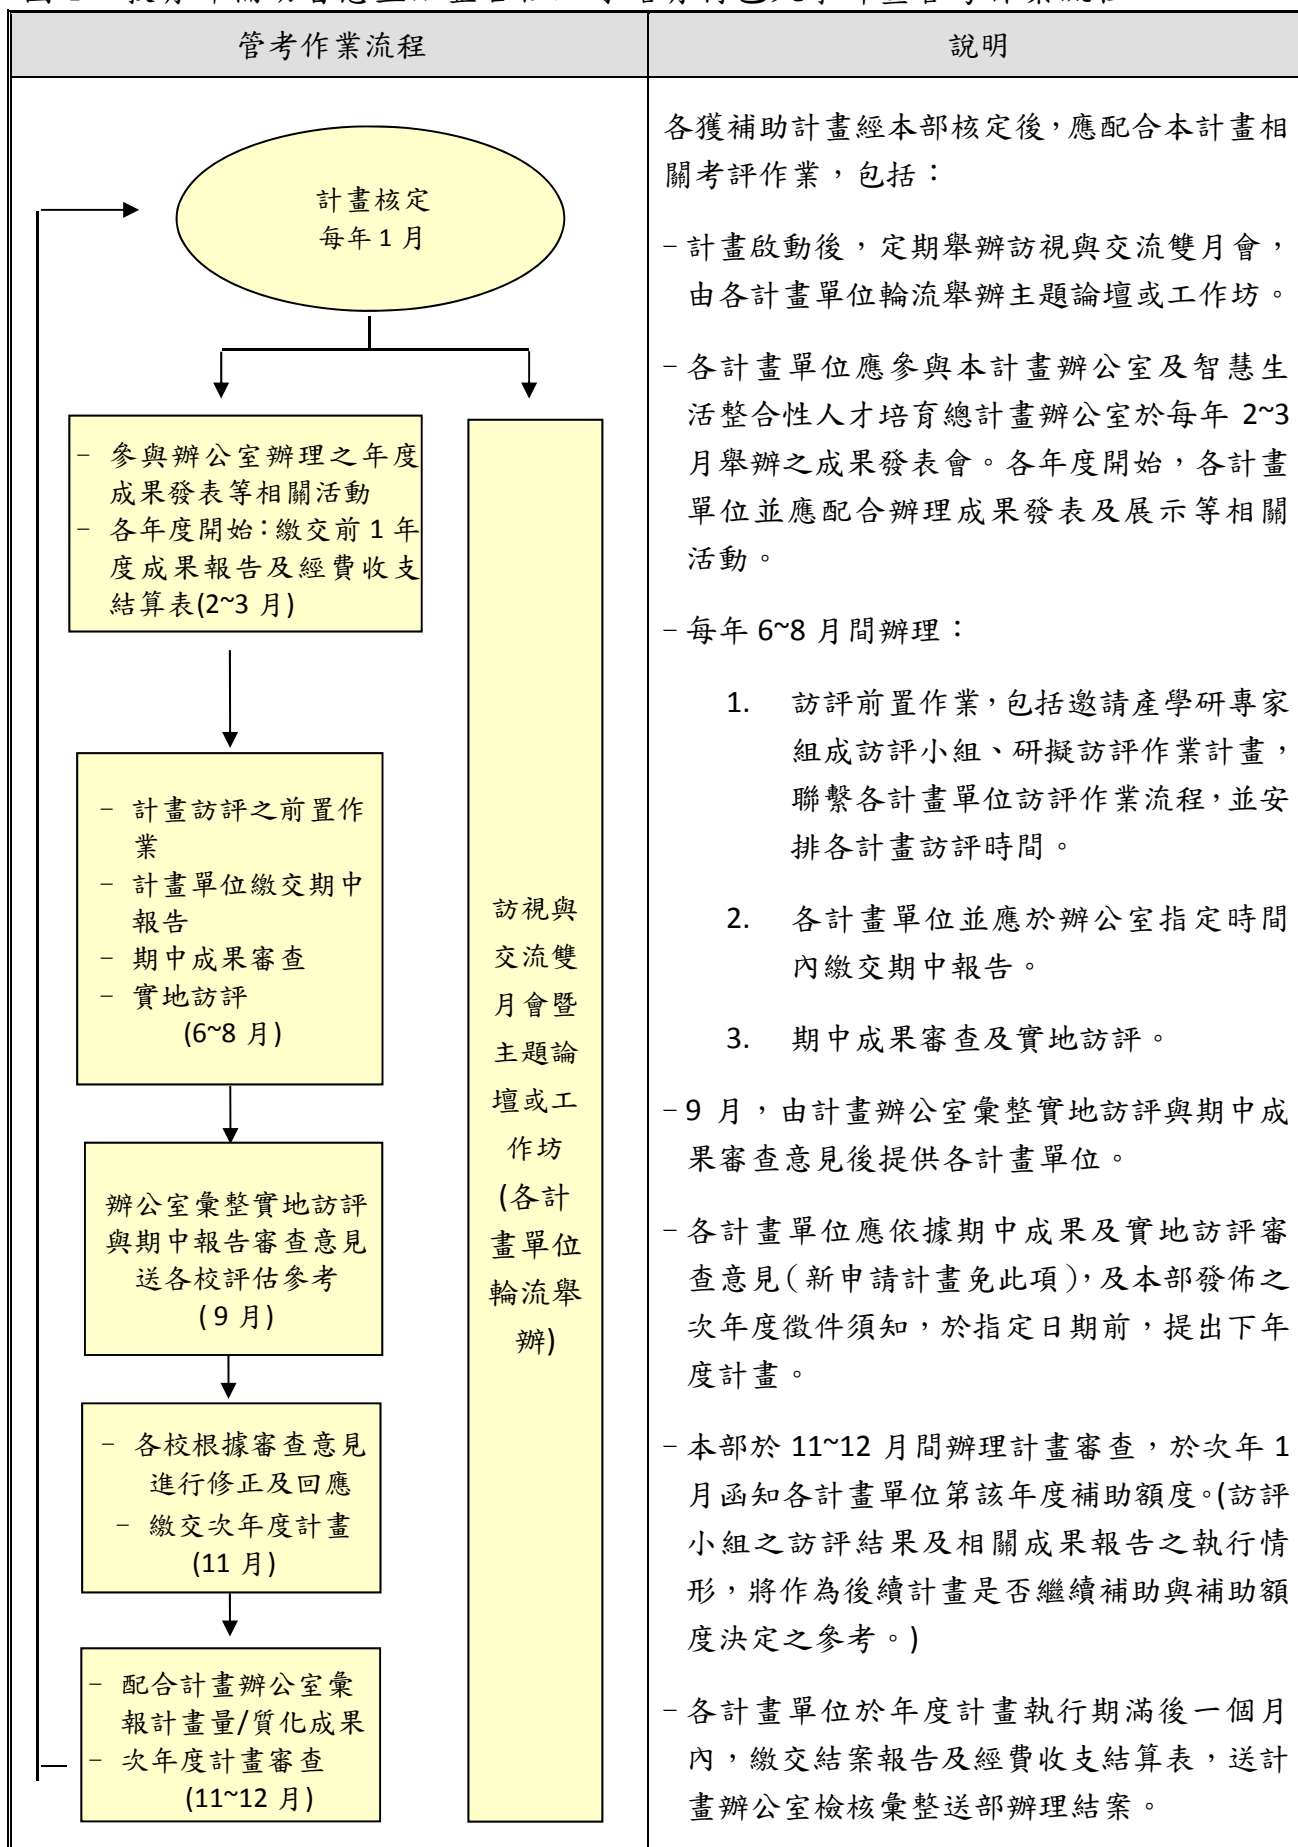 管考作業流程
說明
計畫核定
每年 1 月
- 參與辦公室辦理之年度
成果發表等相關活動
- 各年度開始：繳交前 1 年
度成果報告及經費收支
結算表(2~3 月)
- 計畫訪評之前置作
業
- 計畫單位繳交期中
報告
- 期中成果審查
- 實地訪評
(6~8 月)
辦公室彙整實地訪評
與期中報告審查意見
送各校評估參考
( 9 月)
- 各校根據審查意見
進行修正及回應
- 繳交次年度計畫
(11 月)
- 配合計畫辦公室彙
報計畫量/質化成果
- 次年度計畫審查
(11~12 月)
訪視與
交流雙
月會暨
主題論
壇或工
作坊
(各計
畫單位
輪流舉
辦)
各獲補助計畫經本部核定後，應配合本計畫相
關考評作業，包括：
- 計畫啟動後，定期舉辦訪視與交流雙月會，
由各計畫單位輪流舉辦主題論壇或工作坊。
- 各計畫單位應參與本計畫辦公室及智慧生
活整合性人才培育總計畫辦公室於每年 2~3
月舉辦之成果發表會。各年度開始，各計畫
單位並應配合辦理成果發表及展示等相關
活動。
- 每年 6~8 月間辦理：
1. 訪評前置作業，包括邀請產學研專家
組成訪評小組、研擬訪評作業計畫，
聯繫各計畫單位訪評作業流程，並安
排各計畫訪評時間。
2. 各計畫單位並應於辦公室指定時間
內繳交期中報告。
3. 期中成果審查及實地訪評。
- 9 月，由計畫辦公室彙整實地訪評與期中成
果審查意見後提供各計畫單位。
- 各計畫單位應依據期中成果及實地訪評審
查意見（新申請計畫免此項），及本部發佈之
次年度徵件須知，於指定日期前，提出下年
度計畫。
- 本部於 11~12 月間辦理計畫審查，於次年 1
月函知各計畫單位第該年度補助額度。(訪評
小組之訪評結果及相關成果報告之執行情
形，將作為後續計畫是否繼續補助與補助額
度決定之參考。)
- 各計畫單位於年度計畫執行期滿後一個月
內，繳交結案報告及經費收支結算表，送計
畫辦公室檢核彙整送部辦理結案。